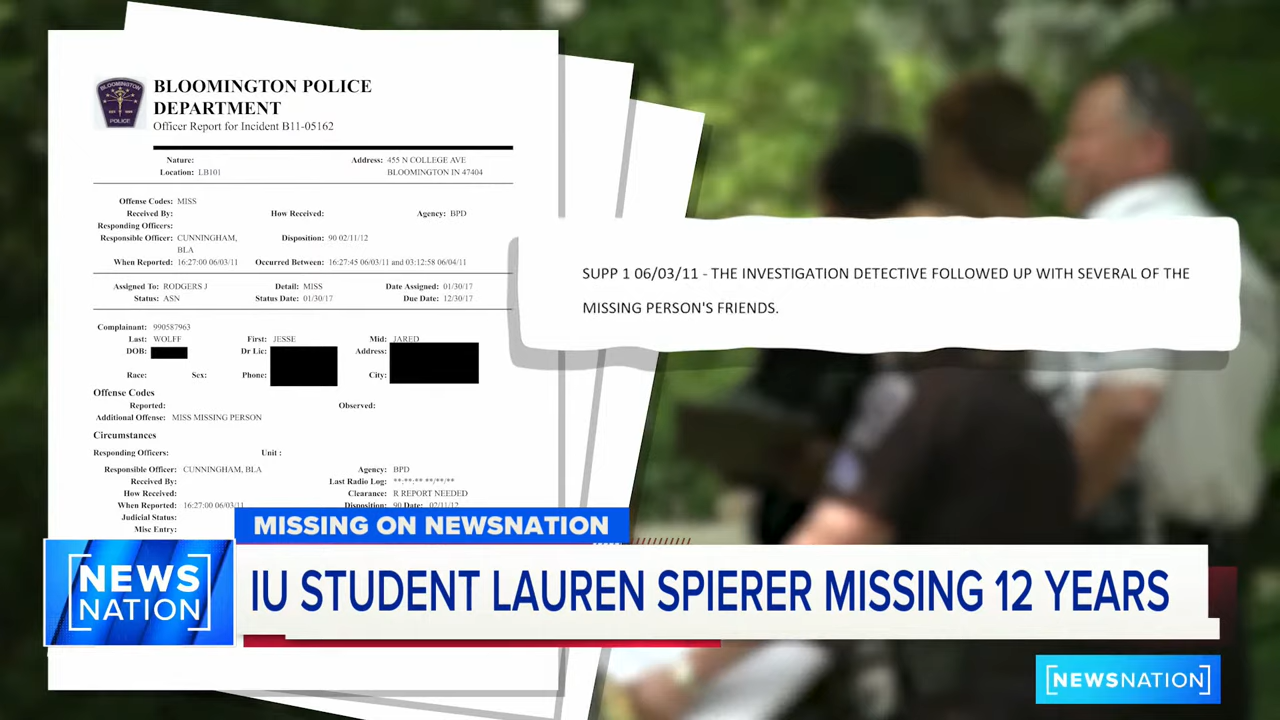 BLOOMINGTON POLICE
DEPARTMENT
Officer Report for Incident B11-05162
Nature: Address: 455 N COLLEGE AVE
Location: LB101 BLOOMINGTON IN 47404
Offense Codes: MISS
Received By: How Received: Agency: BPD
Responding Officers:
Responsible Officer: CUNNINGHAM, Disposition: 90 02/11/12
BLA
When Reported: 16:27:00 06/03/11 Occurred Between: 16:27:45 06/03/11 and 03:12:58 06/04/11
Assigned To: RODGERS J Detail: MISS Date Assigned: 01/30/17
Status: ASN Status Date: 01/30/17 Due Date: 12/30/17
Complainant: 990587963
Last: WOLFF First: JESSE Mid: JARED
DOB: Dr Lic: Address:
Race: Sex: Phone: City:
Offense Codes
Reported: Observed:
Additional Offense: MISS MISSING PERSON
Circumstances
Responding Officers: Unit :
Responsible Officer: CUNNINGHAM, BLA Agency: BPD
Received By: Last Radio Log: **:**:** **/**/**
How Received: Clearance: R REPORT NEEDED
When Reported: 16:27:00 06/03/11 Disposition: 90 Date: 02/11/12
Judicial Status:
Misc Entry:
SUPP 1 06/03/11 - THE INVESTIGATION DETECTIVE FOLLOWED UP WITH SEVERAL OF THE
MISSING PERSON'S FRIENDS.
MISSING ON NEWSNATION
NEWS
NATION
IU STUDENT LAUREN SPIERER MISSING 12 YEARS
[NEWSNATION]